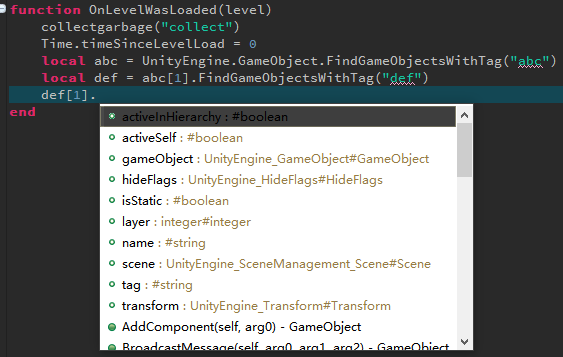 function OnLevelWasLoaded(level)
collectgarbage("collect")
Time.timeSinceLevelLoad = 0
local abc = UnityEngine.GameObject.FindGameObjectsWithTag("abc")
local def = abc[1].FindGameObjectsWithTag("def")
def[1].
end
activeInHierarchy : #boolean
activeSelf : #boolean
gameObject : UnityEngine_GameObject#GameObject
hideFlags : UnityEngine_HideFlags#HideFlags
isStatic : #boolean
layer : integer#integer
name : #string
scene : UnityEngine_SceneManagement_Scene#Scene
tag : #string
transform : UnityEngine_Transform#Transform
AddComponent(self, arg0) - GameObject
BroadcastMessage(self, arg0, arg1, arg2) - GameObject